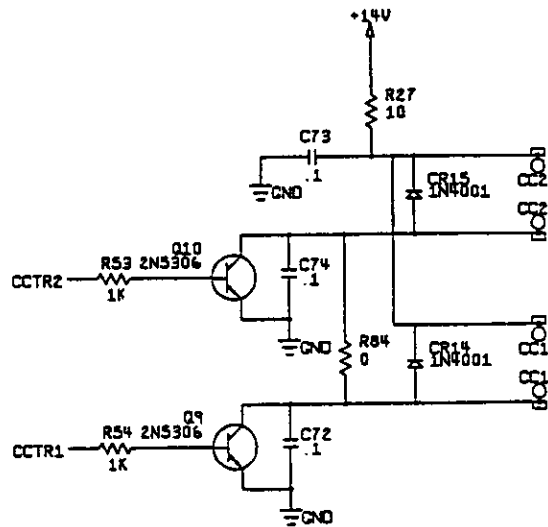 +14V
R27
10
C73
.1
GND
CR15
1N4001
CC2
CC2
Q10
R53 2N5306
CCTR2
1K
C74
.1
GND
R84
0
CR14
1N4001
CC1
CC1
Q9
R54 2N5306
CCTR1
1K
C72
.1
GND